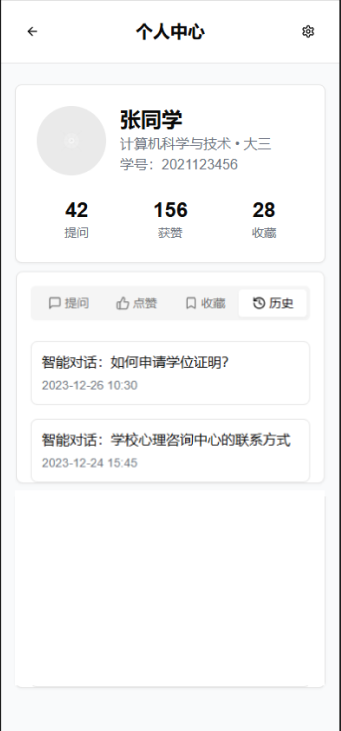 个人中心
张同学
计算机科学与技术 • 大三
学号：2021123456
42 156 28
提问 获赞 收藏
提问 点赞 收藏 历史
智能对话：如何申请学位证明？
2023-12-26 10:30
智能对话：学校心理咨询中心的联系方式
2023-12-24 15:45